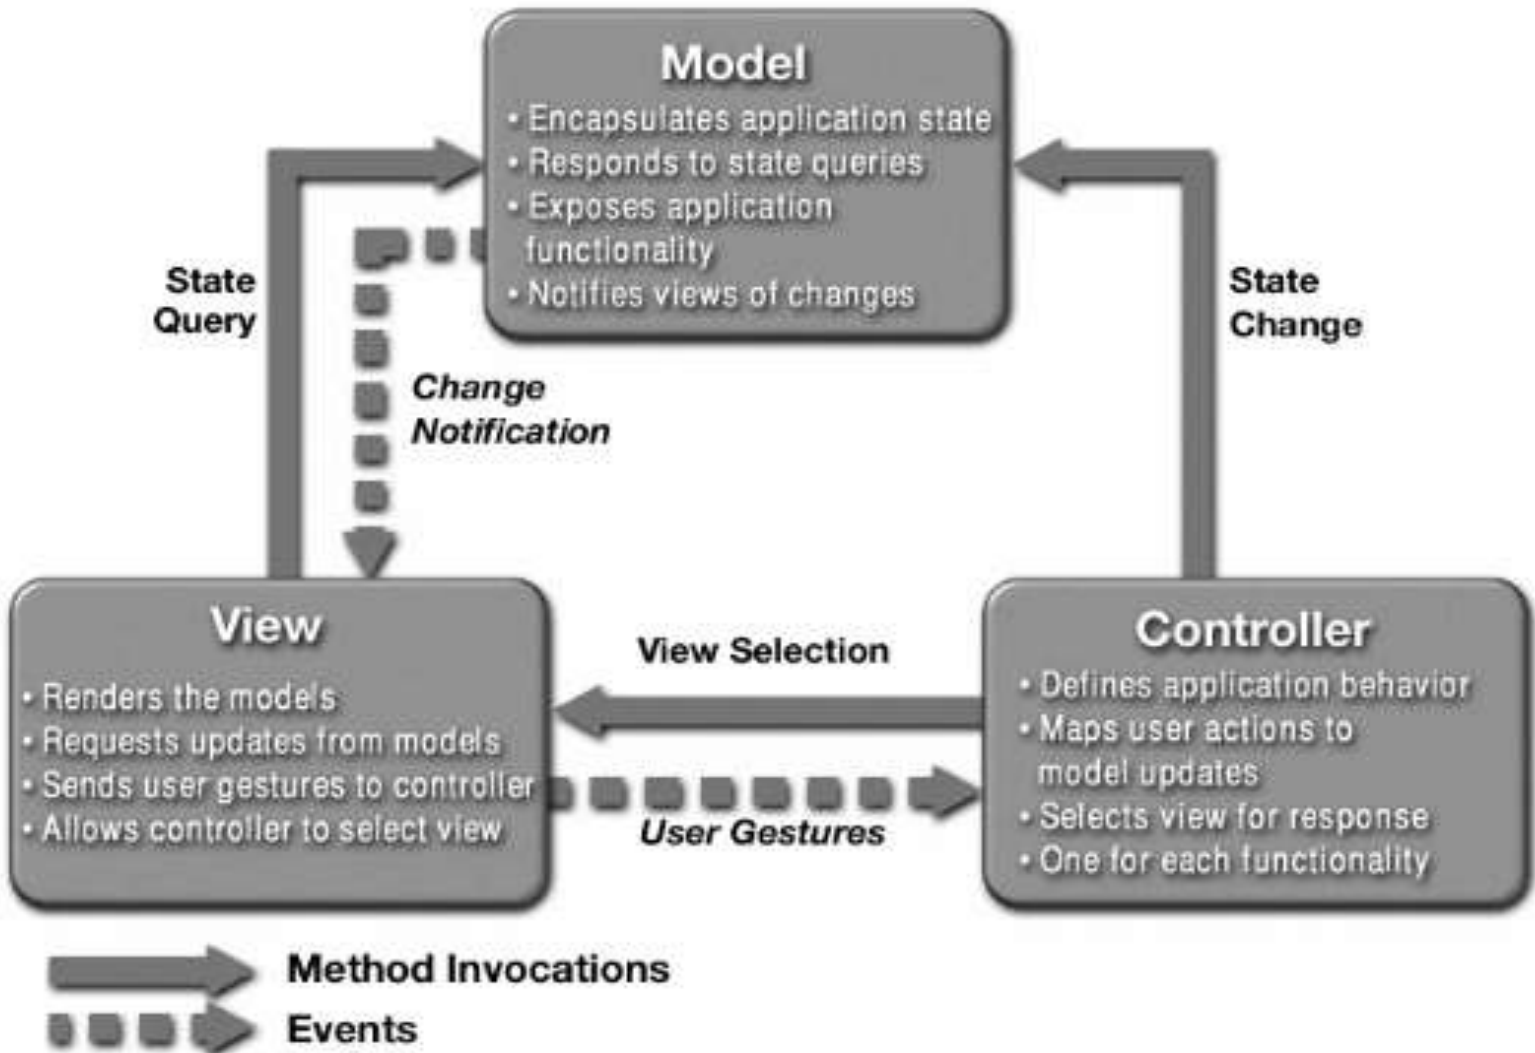 Model
• Encapsulates application state
• Responds to state queries
• Exposes application
functionality
• Notifies views of changes
State
Query
Change
Notification
State
Change
View
• Renders the models
• Requests updates from models
• Sends user gestures to controller
• Allows controller to select view
View Selection
User Gestures
Controller
• Defines application behavior
• Maps user actions to
model updates
• Selects view for response
• One for each functionality
Method Invocations
Events